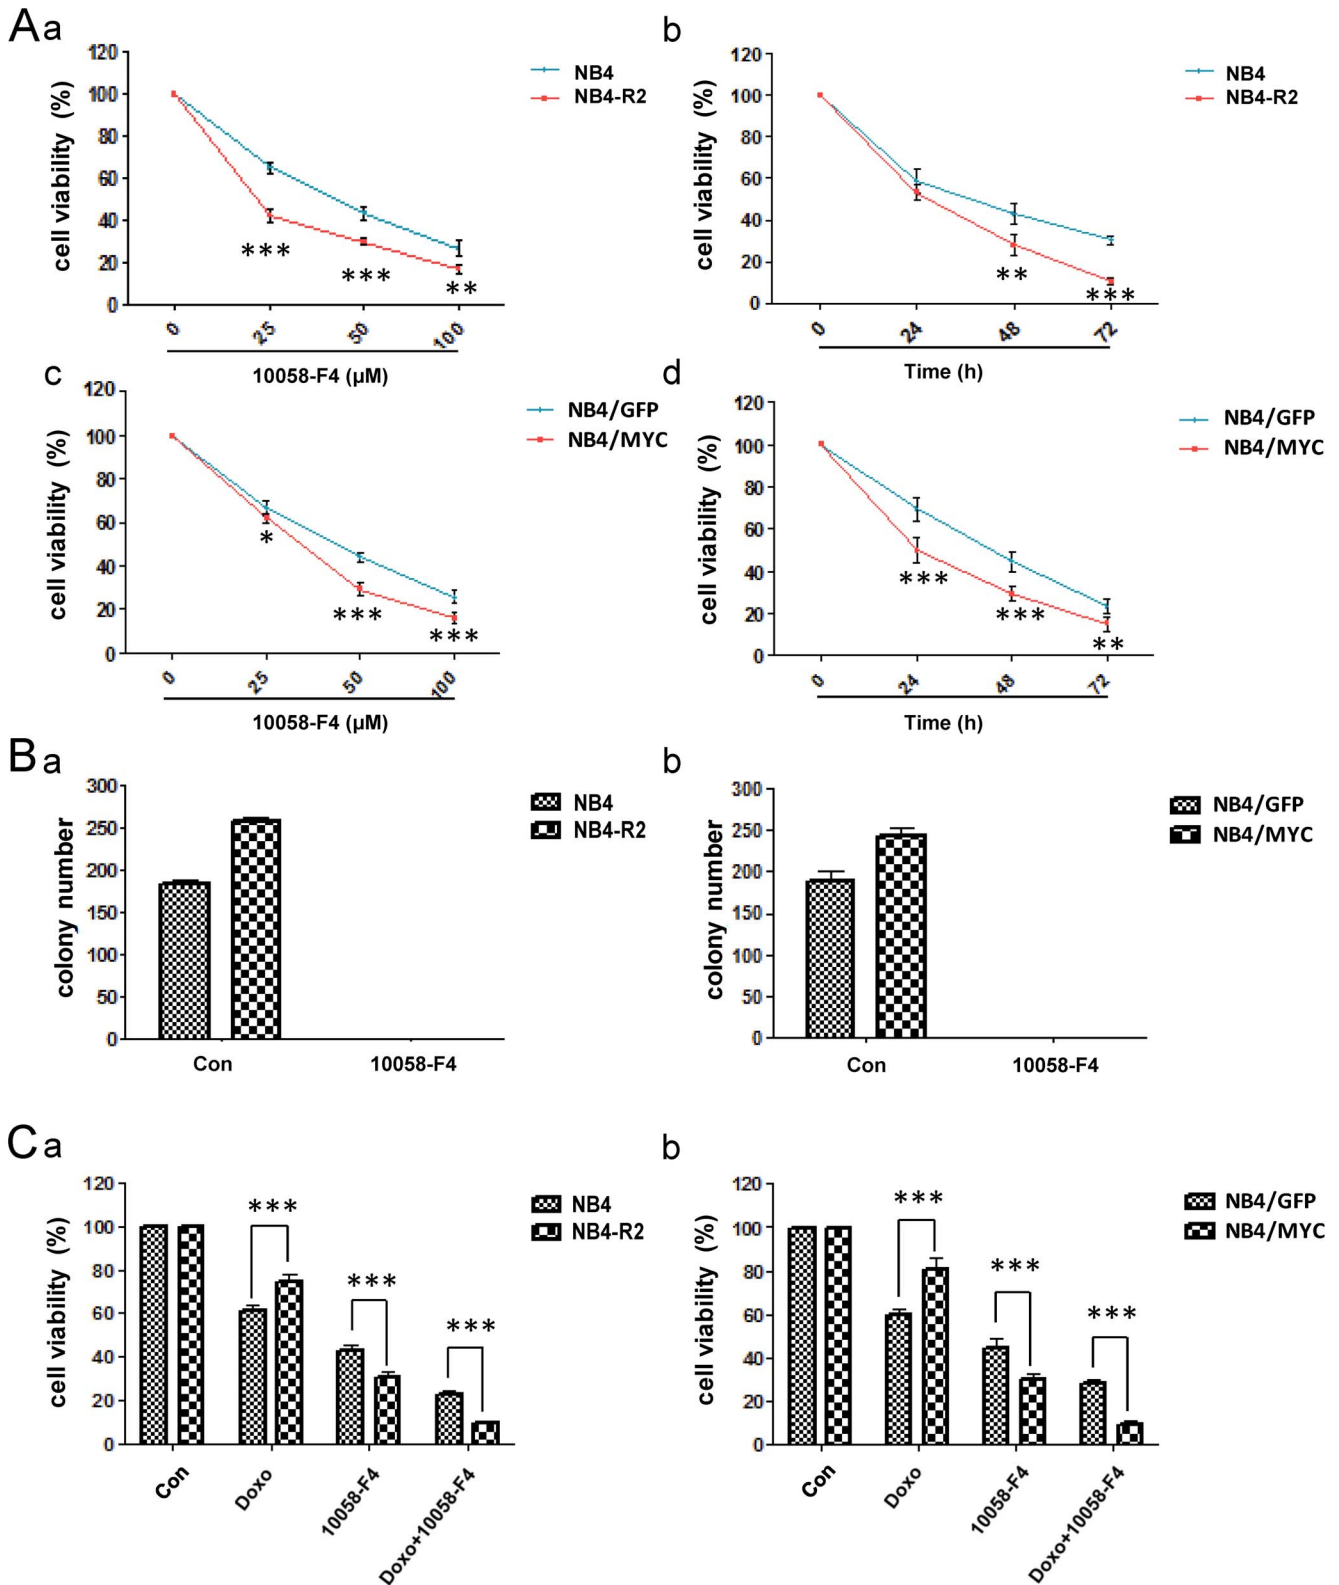 A a
120
100
80
60
40
20
0
cell viability (%)
NB4
NB4-R2
***
***
**
0 25 50 100
10058-F4 (µM)
b
120
100
80
60
40
20
0
cell viability (%)
NB4
NB4-R2
**
***
0 24 48 72
Time (h)
c
120
100
80
60
40
20
0
cell viability (%)
NB4/GFP
NB4/MYC
*
***
***
0 25 50 100
10058-F4 (µM)
d
120
100
80
60
40
20
0
cell viability (%)
NB4/GFP
NB4/MYC
***
***
**
0 24 48 72
Time (h)
B a
300
250
200
150
100
50
0
colony number
NB4
NB4-R2
Con 10058-F4
b
300
250
200
150
100
50
0
colony number
NB4/GFP
NB4/MYC
Con 10058-F4
C a
120
100
80
60
40
20
0
cell viability (%)
NB4
NB4-R2
***
***
***
Con Doxo 10058-F4 Doxo+10058-F4
b
120
100
80
60
40
20
0
cell viability (%)
NB4/GFP
NB4/MYC
***
***
***
Con Doxo 10058-F4 Doxo+10058-F4